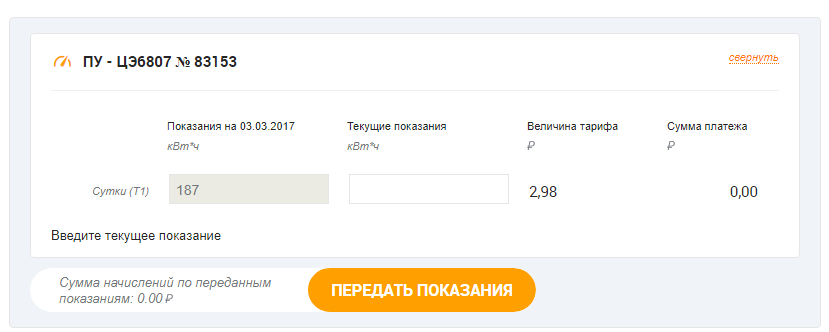 ПУ - ЦЭ6807 № 83153
свернуть
Показания на 03.03.2017
Текущие показания
Величина тарифа
Сумма платежа
кВт*ч
кВт*ч
₽
₽
Сутки (Т1)
187
2,98
0,00
Введите текущее показание
Сумма начислений по переданным
показаниям: 0.00 ₽
ПЕРЕДАТЬ ПОКАЗАНИЯ